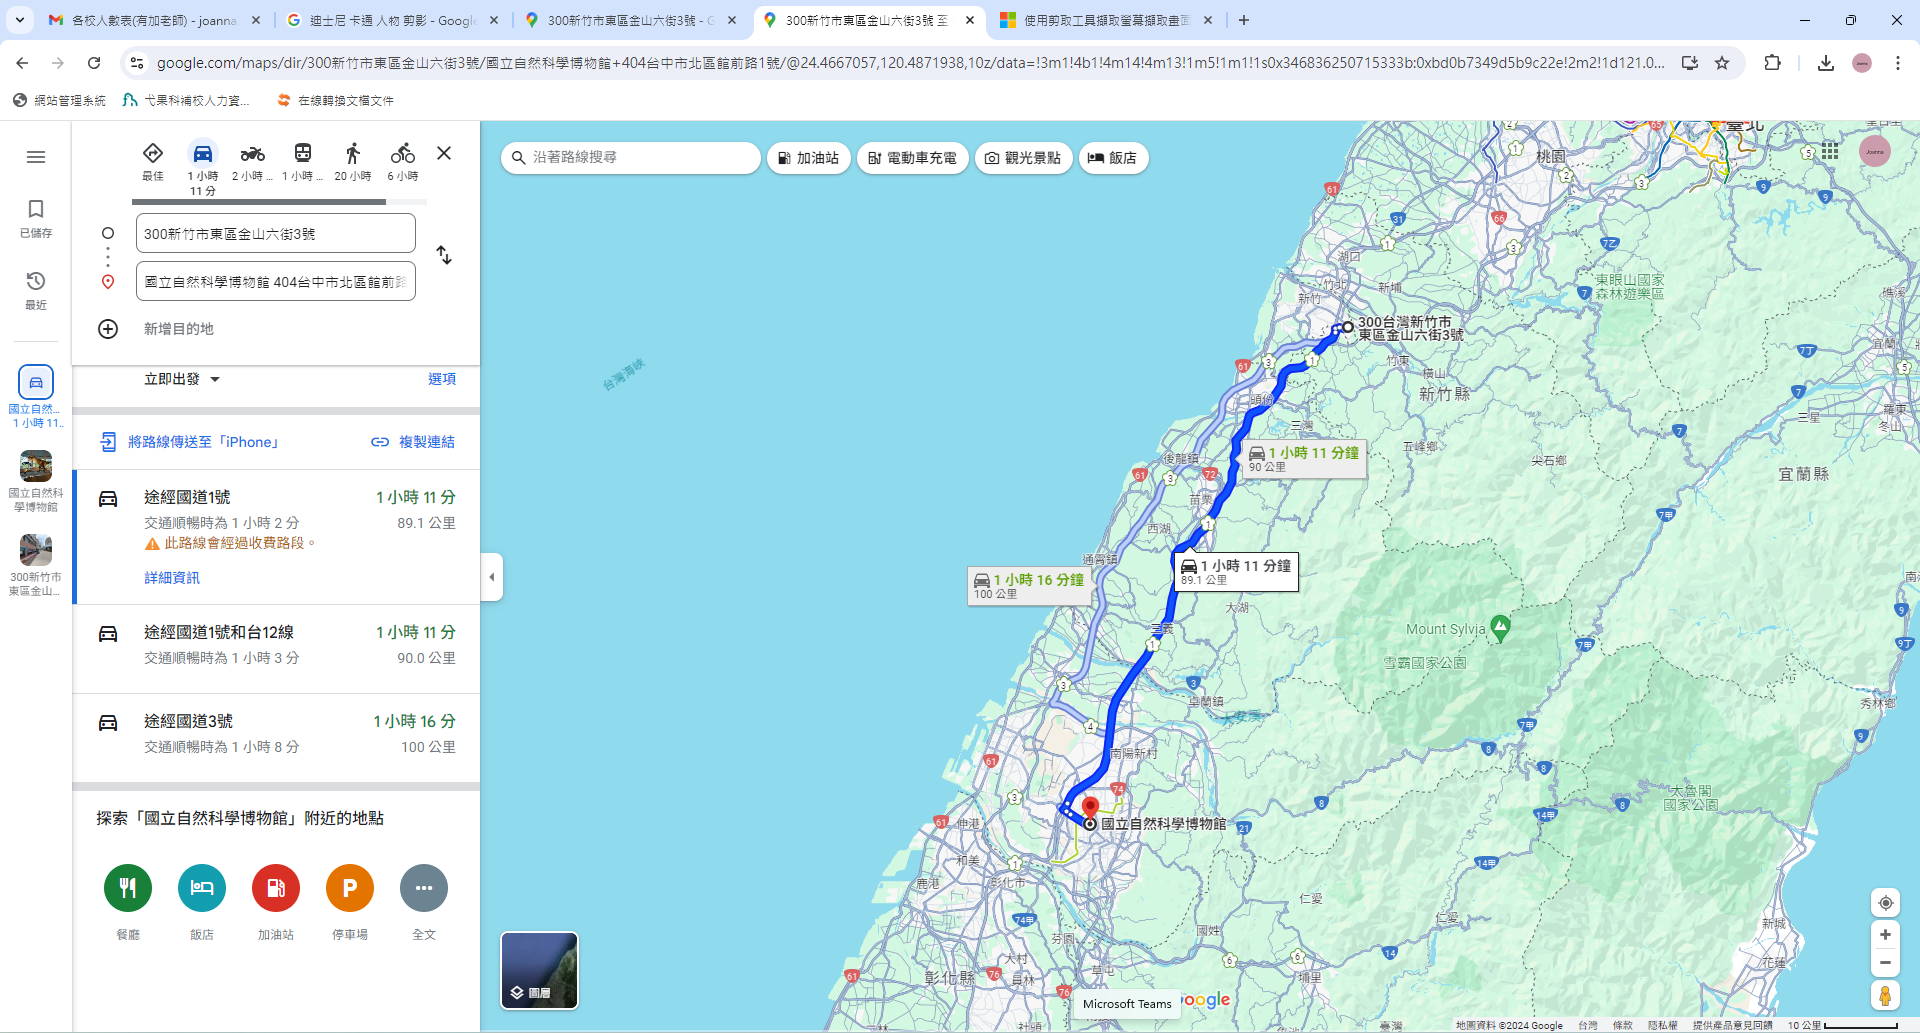 各校人數表(有加老師) - joanna
迪士尼 卡通 人物 剪影 - Google
300新竹市東區金山六街3號 - G
300新竹市東區金山六街3號 至
使用剪取工具擷取螢幕擷取畫面
google.com/maps/dir/300新竹市東區金山六街3號/國立自然科學博物館+404台中市北區館前路1號/@24.4667057,120.4871938,10z/data=!3m1!4b1!4m14!4m13!1m5!1m1!1s0x346836250715333b:0xbd0b7349d5b9c22e!2m2!1d121.0...
網站管理系統
弋果科補校人力資...
在線轉換文檔文件
最佳
1 小時 11 分
2 小時 ...
1 小時 ...
20 小時
6 小時
已儲存
最近
國立自然...
1 小時 11..
國立自然科學博物館
300新竹市東區金山...
300新竹市東區金山六街3號
國立自然科學博物館 404台中市北區館前路
新增目的地
立即出發
選項
將路線傳送至「iPhone」
複製連結
途經國道1號
1 小時 11 分
交通順暢時為 1 小時 2 分
89.1 公里
此路線會經過收費路段。
詳細資訊
途經國道1號和台12線
1 小時 11 分
交通順暢時為 1 小時 3 分
90.0 公里
途經國道3號
1 小時 16 分
交通順暢時為 1 小時 8 分
100 公里
探索「國立自然科學博物館」附近的地點
餐廳
飯店
加油站
P
停車場
全文
沿著路線搜尋
加油站
電動車充電
觀光景點
飯店
臺北
桃園
湖口
竹北
新竹
新埔
東眼山國家
森林遊樂區
礁溪
300台灣新竹市
東區金山六街3號
台灣海峽
竹東
橫山
新竹縣
宜蘭
三星
羅東
冬山
頭份
三灣
五峰鄉
尖石鄉
宜蘭縣
後龍鎮
1 小時 11 分鐘
90 公里
苗栗
西湖
通霄鎮
南澳
1 小時 16 分鐘
100 公里
1 小時 11 分鐘
89.1 公里
大湖
三義
Mount Sylvia
雪霸國家公園
卓蘭鎮
大安溪
秀林鄉
南陽新村
太魯閣
國家公園
國立自然科學博物館
伸港
和美
鹿港
彰化市
仁愛
仁愛
國姓
芬園
新城
花蓮
大村
彰化縣
員林
草屯
埔里
社頭
Microsoft Teams
Google
圖層
地圖資料 ©2024 Google
台灣
條款
隱私權
提供產品意見回饋
10 公里